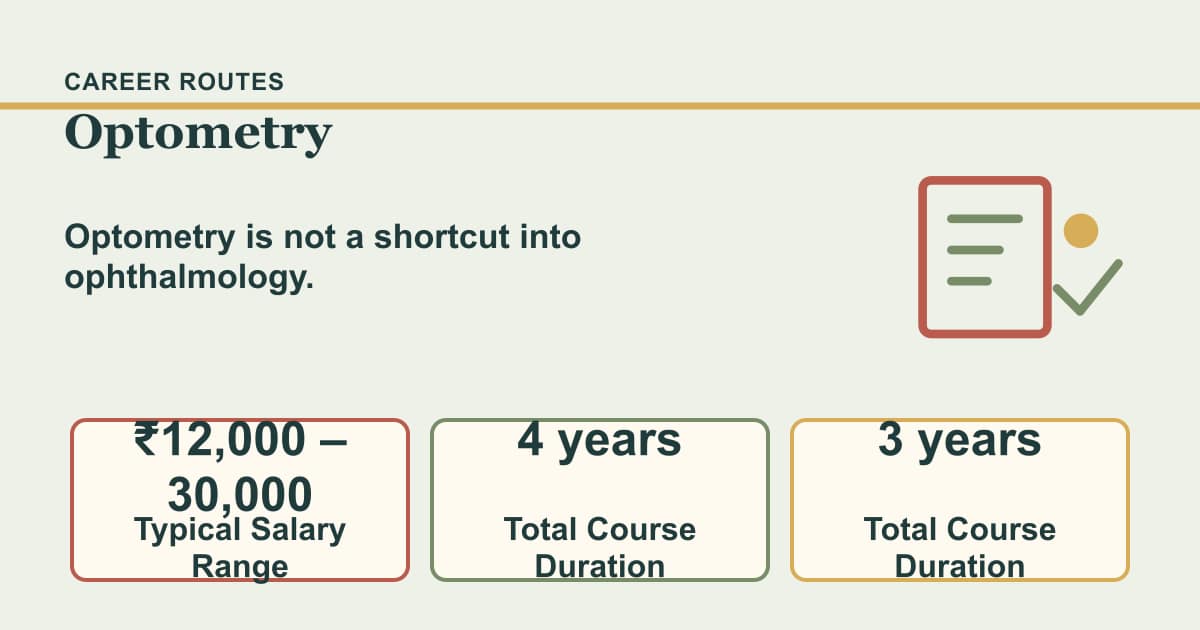 CAREER ROUTES
Optometry
Optometry is not a shortcut into
ophthalmology.
₹12,000 –
30,000
Typical Salary
Range
4 years
Total Course
Duration
3 years
Total Course
Duration